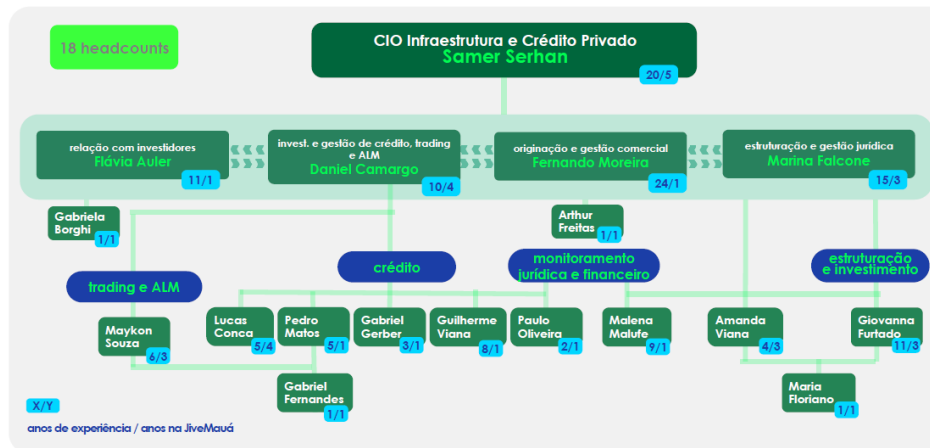 18 headcounts
CIO Infraestrutura e Crédito Privado
Samer Serhan
20/5
relação com investidores
Flávia Auler
11/1
invest. e gestão de crédito, trading
e ALM
Daniel Camargo
10/4
originação e gestão comercial
Fernando Moreira
24/1
estruturação e gestão jurídica
Marina Falcone
15/3
Gabriela
Borghi
1/1
Arthur
Freitas
1/1
trading e ALM
crédito
monitoramento
jurídica e financeiro
estruturação
e investimento
Maykon
Souza
6/3
Lucas
Conca
5/4
Pedro
Matos
5/1
Gabriel
Gerber
3/1
Guilherme
Viana
8/1
Paulo
Oliveira
2/1
Malena
Malufe
9/1
Amanda
Viana
4/3
Giovanna
Furtado
11/3
Gabriel
Fernandes
1/1
Maria
Floriano
1/1
X/Y
anos de experiência / anos na JiveMauá